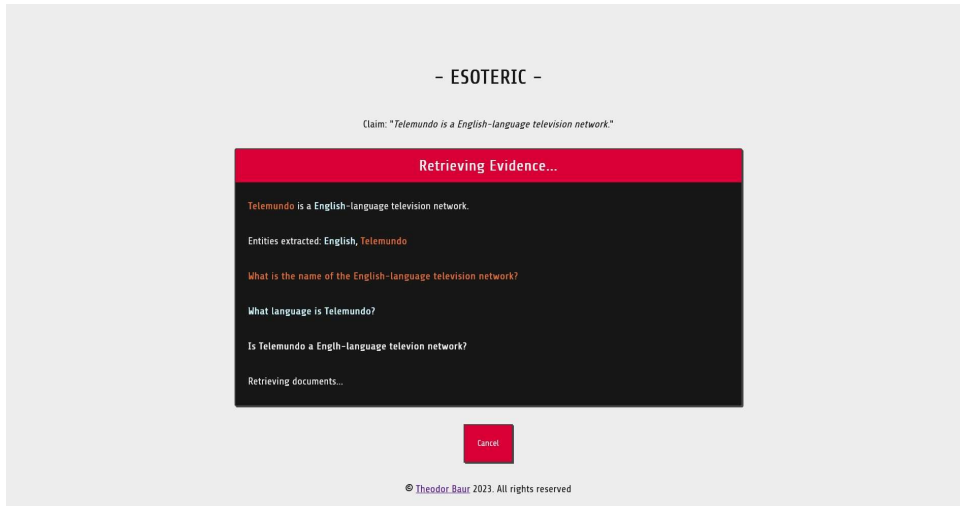 - ESOTERIC -
Claim: "Telemundo is a English-language television network."
Retrieving Evidence...
Telemundo is a English-language television network.
Entities extracted: English, Telemundo
What is the name of the English-language television network?
What language is Telemundo?
Is Telemundo a Englh-language televion network?
Retrieving documents...
Cancel
© Theodor Baur 2023. All rights reserved